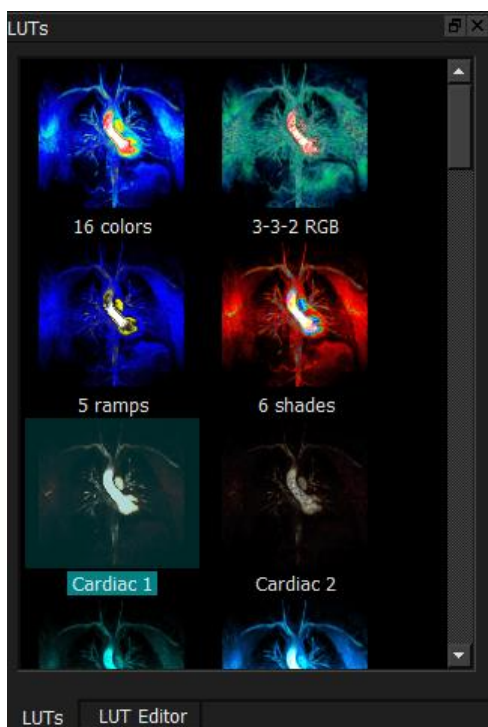 LUTs
16 colors
3-3-2 RGB
5 ramps
6 shades
Cardiac 1
Cardiac 2
LUTs
LUT Editor